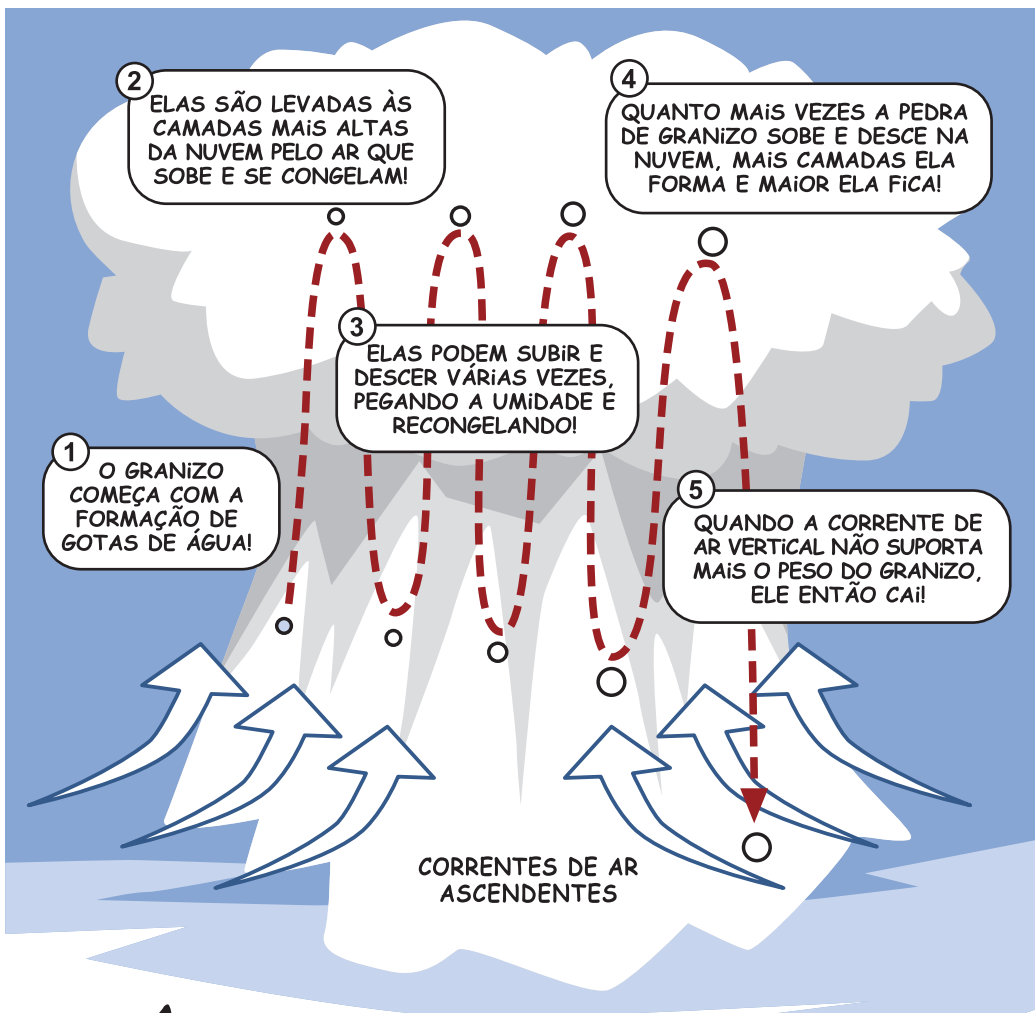 1
O GRANiZO
COMEÇA COM A
FORMAÇÃO DE
GOTAS DE ÁGUA!
2
ELAS SÃO LEVADAS ÀS
CAMADAS MAIS ALTAS
DA NUVEM PELO AR QUE
SOBE E SE CONGELAM!
3
ELAS PODEM SUBiR E
DESCER VÁRiAS VEZES,
PEGANDO A UMiDADE E
RECONGELANDO!
4
QUANTO MAiS VEZES A PEDRA
DE GRANiZO SOBE E DESCE NA
NUVEM, MAiS CAMADAS ELA
FORMA E MAiOR ELA FiCA!
5
QUANDO A CORRENTE DE
AR VERTiCAL NÃO SUPORTA
MAiS O PESO DO GRANiZO,
ELE ENTÃO CAi!
CORRENTES DE AR
ASCENDENTES